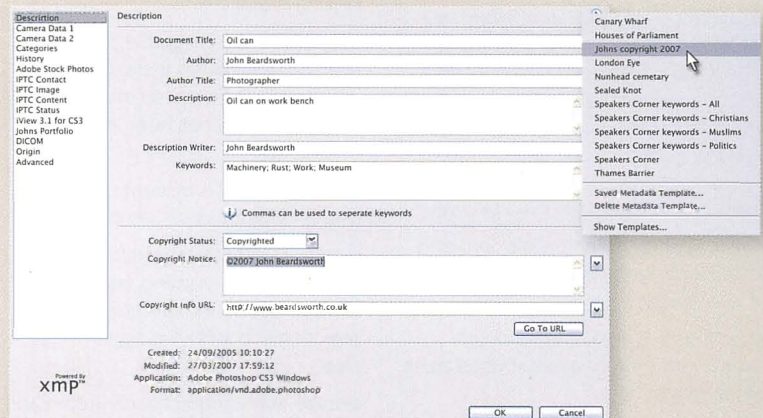 Descrirtion
Camera Data 1
Camera Data 2
Categories
History
Adobe Stock Photos
IPTC Contact
IPTC Image
IPTC Content
IPTC Status
iView 3.1 for CS3
Johns Portfolio
DICOM
Origin
Advanced
Powered By
xmp™
Description
Document Title: Oil can
Author: John Beardsworth
Author Title: Photographer
Description: Oil can on work bench
Description Writer: John Beardsworth
Keywords: Machinery; Rust; Work; Museum
Commas can be used to seperate keywords
Copyright Status: Copyrighted
Copyright Notice: ©2007 John Beardsworth
Copyright Info URL: http://www.beardsworth.co.uk
Go To URL
Created: 24/09/2005 10:10:27
Modified: 27/03/2007 17:59:12
Application: Adobe Photoshop CS3 Windows
Format: application/vnd.adobe.photoshop
OK Cancel
Canary Wharf
Houses of Parliament
Johns copyright 2007
London Eye
Nunhead cemetary
Sealed Knot
Speakers Corner keywords – All
Speakers Corner keywords – Christians
Speakers Corner keywords – Muslims
Speakers Corner keywords – Politics
Speakers Corner
Thames Barrier
Saved Metadata Template...
Delete Metadata Template...
Show Templates...